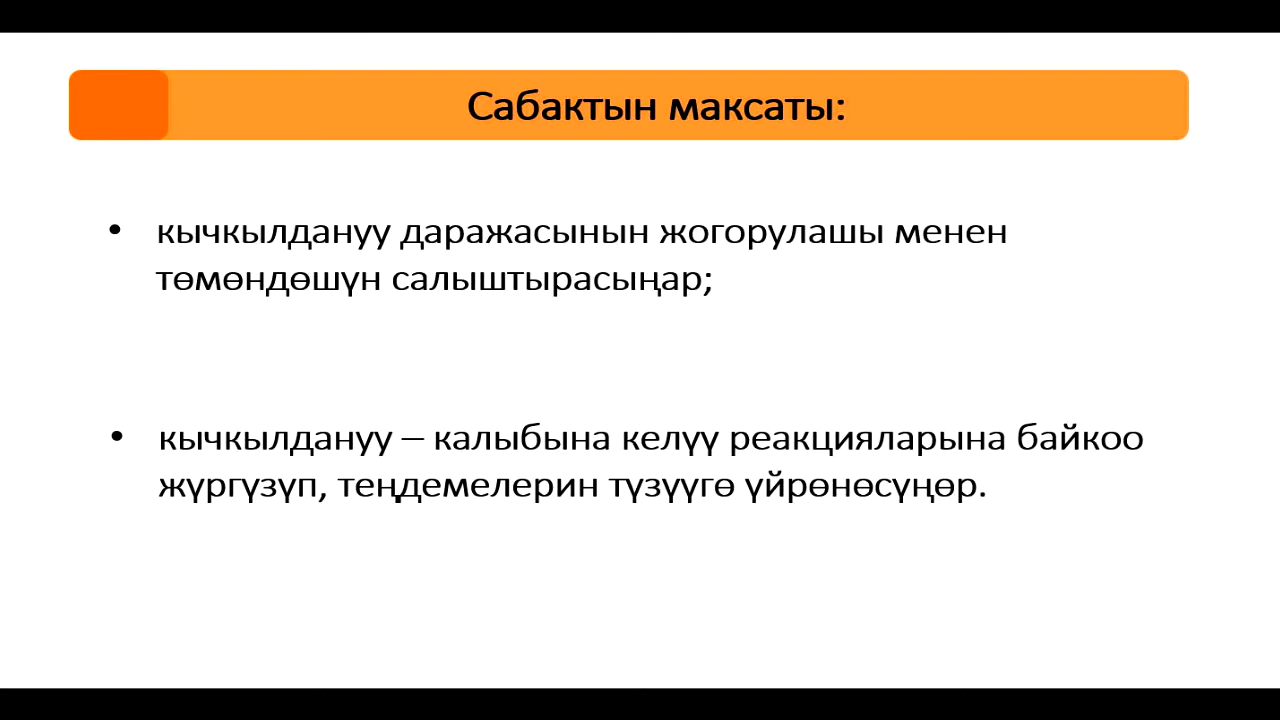 Сабактын максаты:
• кычкылдануу даражасынын жогорулашы менен
төмөндөшүн салыштырасыңар;
• кычкылдануу – калыбына келүү реакцияларына байкоо
жүргүзүп, теңдемелерин түзүүгө үйрөнөсүңөр.